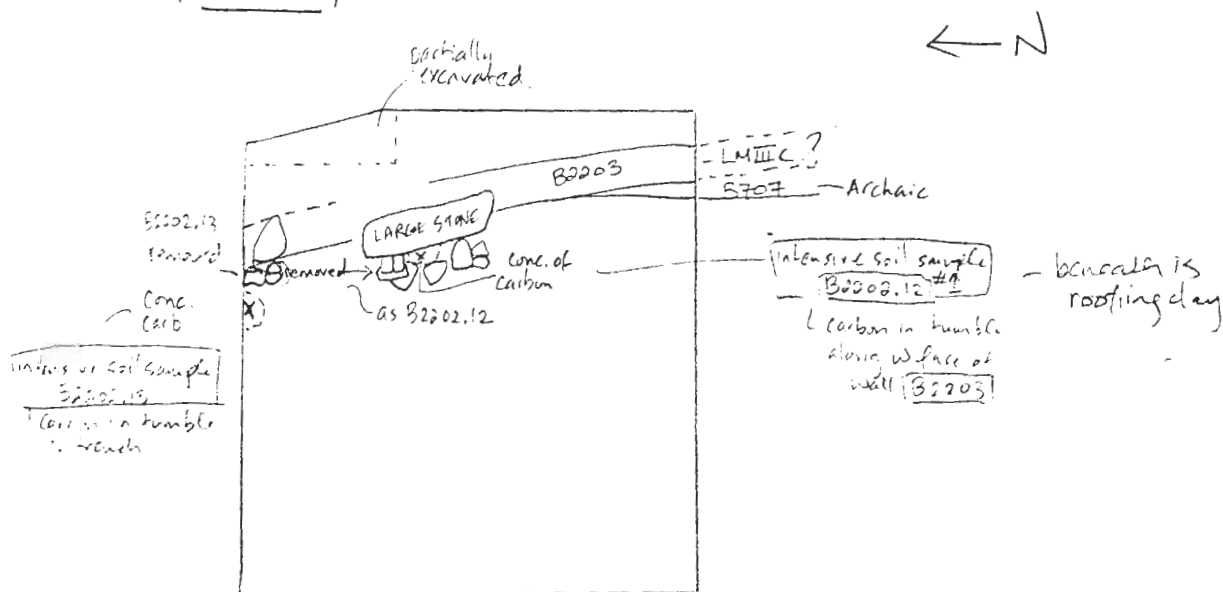 N
partially
excavated.
LMIIIC ?
B2203
5707 — Archaic
B2202.13
removed
LARGE STONE
removed
conc. of
carbon
as B2202.12
intensive soil sample
B2202.12 #1
- beneath is
roofing clay
carbon in tumble
along W face of
wall B2203
conc.
carb
X
intensive soil sample
B2202.13
carbon in tumble
trench